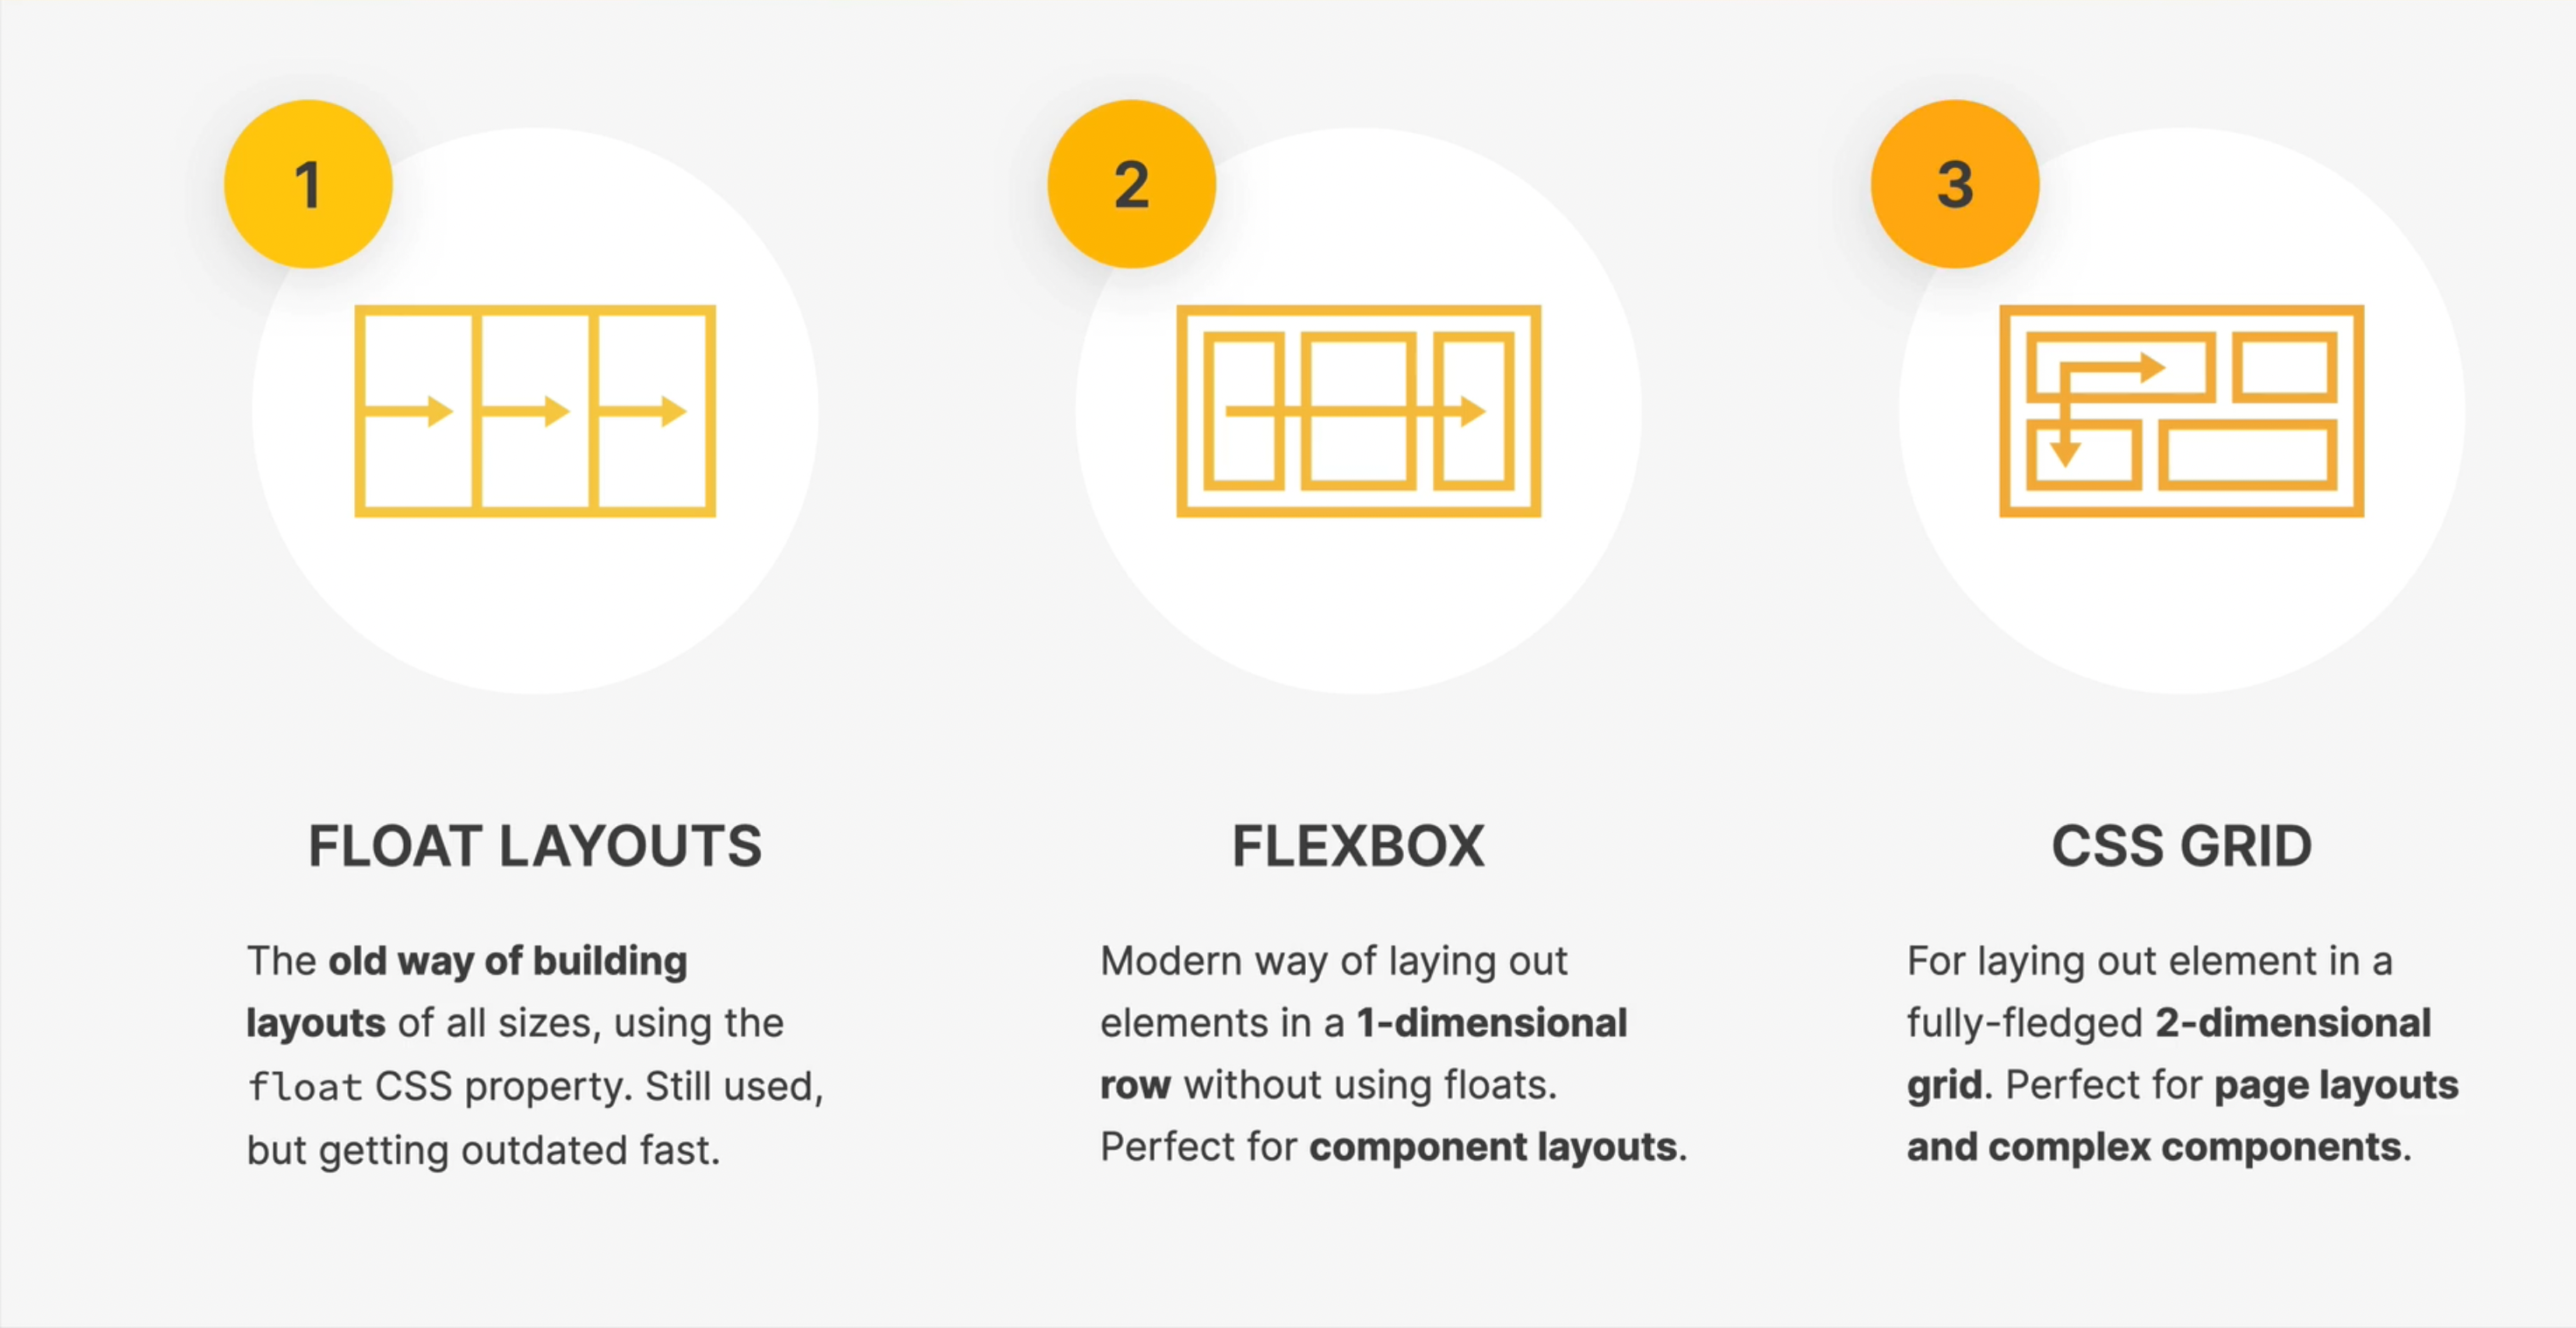 1
2
3
FLOAT LAYOUTS
The old way of building
layouts of all sizes, using the
float CSS property. Still used,
but getting outdated fast.
FLEXBOX
Modern way of laying out
elements in a 1-dimensional
row without using floats.
Perfect for component layouts.
CSS GRID
For laying out element in a
fully-fledged 2-dimensional
grid. Perfect for page layouts
and complex components.